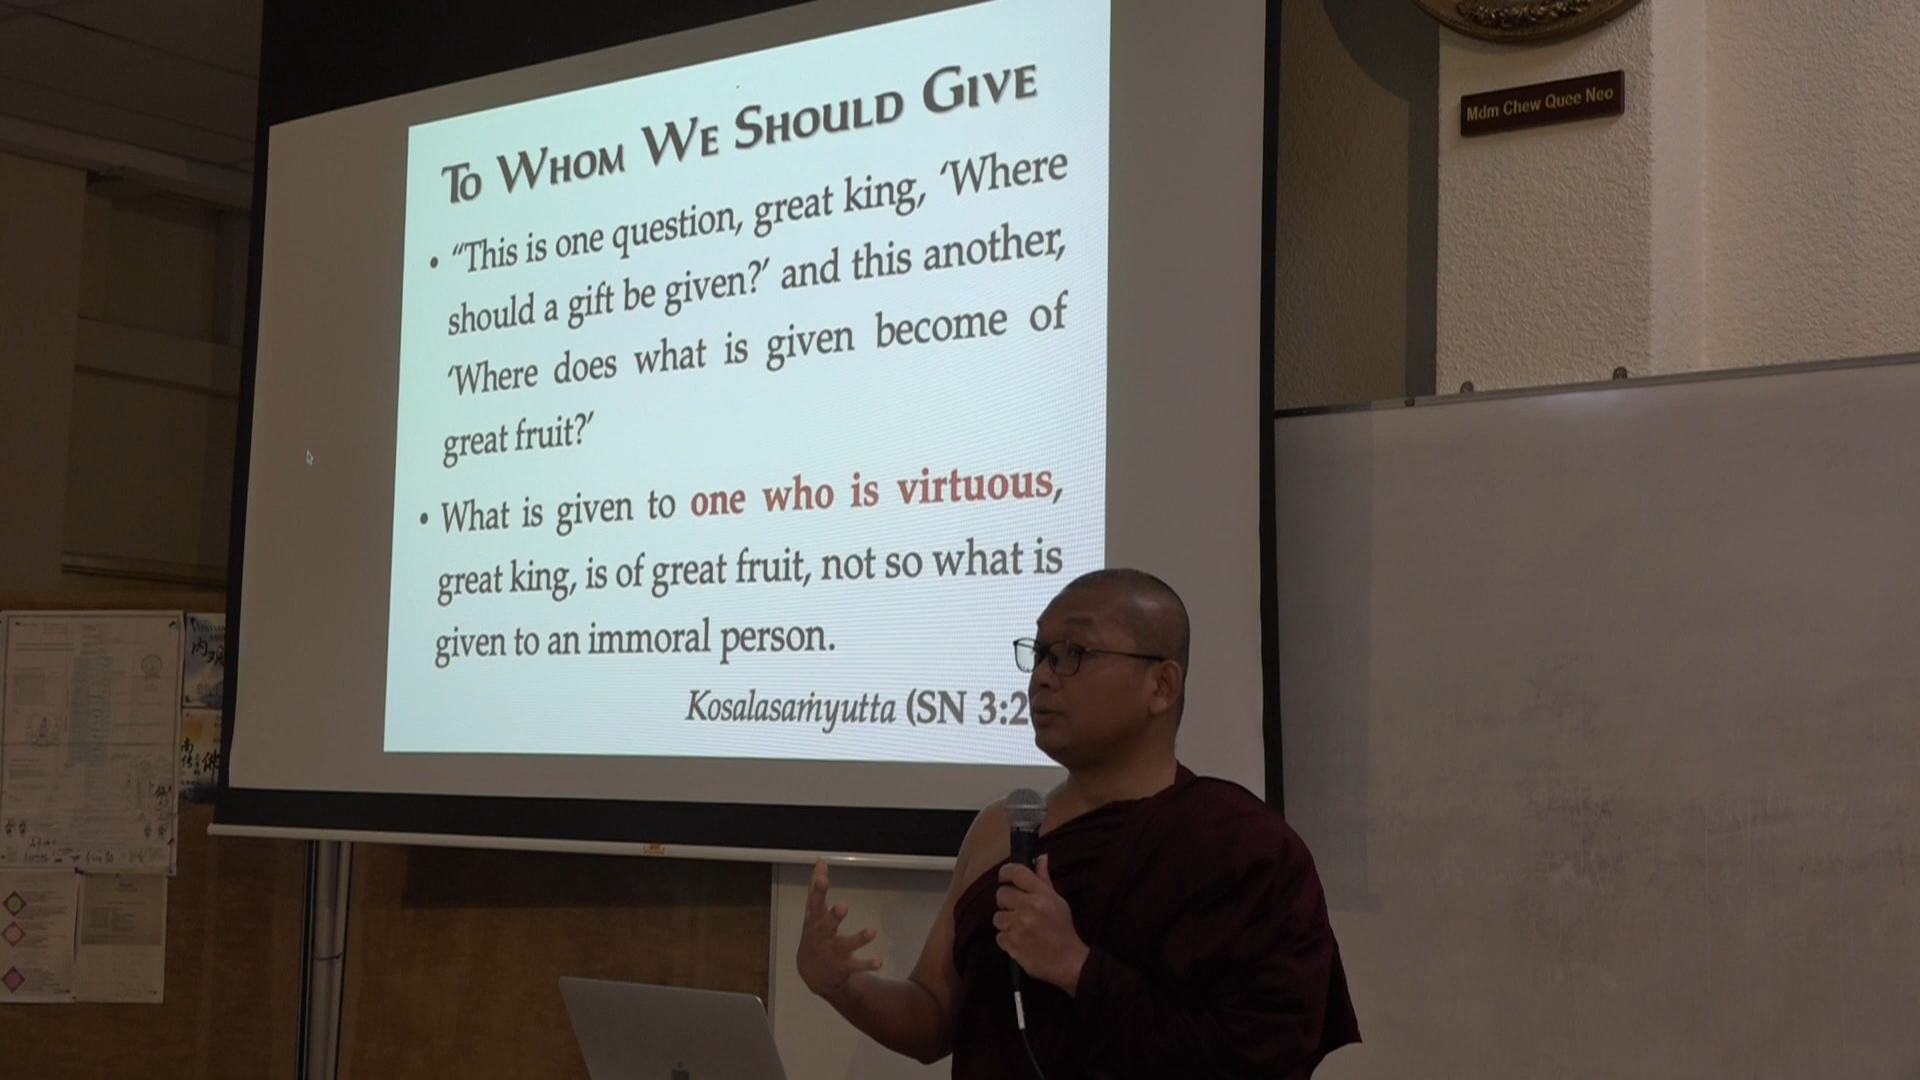 To Whom We Should Give
• “This is one question, great king, ‘Where
should a gift be given?’ and this another,
‘Where does what is given become of
great fruit?’
• What is given to one who is virtuous,
great king, is of great fruit, not so what is
given to an immoral person.
Kosalasaṁyutta (SN 3:2
Mdm Chew Quee Neo